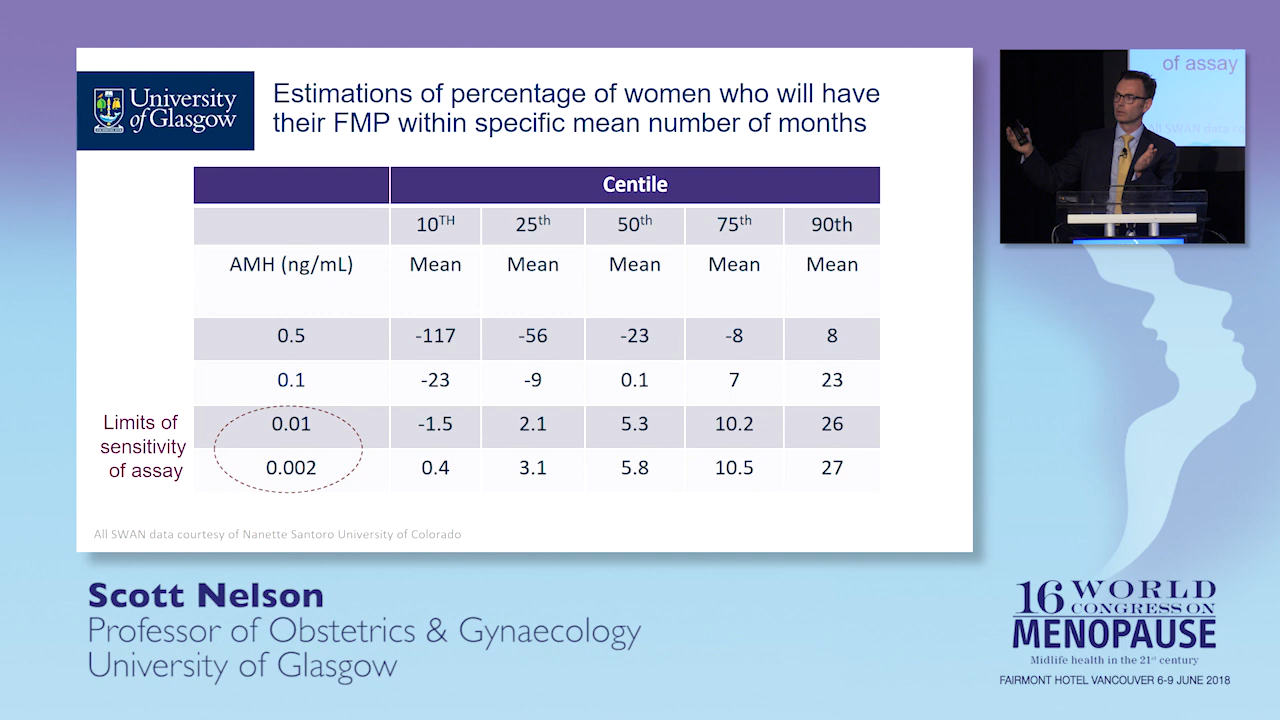 University
of Glasgow
Estimations of percentage of women who will have
their FMP within specific mean number of months
Centile
10TH 25th 50th 75th 90th
AMH (ng/mL) Mean Mean Mean Mean Mean
0.5 -117 -56 -23 -8 8
0.1 -23 -9 0.1 7 23
Limits of
sensitivity
of assay
0.01 -1.5 2.1 5.3 10.2 26
0.002 0.4 3.1 5.8 10.5 27
All SWAN data courtesy of Nanette Santoro University of Colorado
of assay
All SWAN data co
Scott Nelson
Professor of Obstetrics & Gynaecology
University of Glasgow
16 WORLD
CONGRESS ON
MENOPAUSE
Midlife health in the 21st century
FAIRMONT HOTEL VANCOUVER 6-9 JUNE 2018